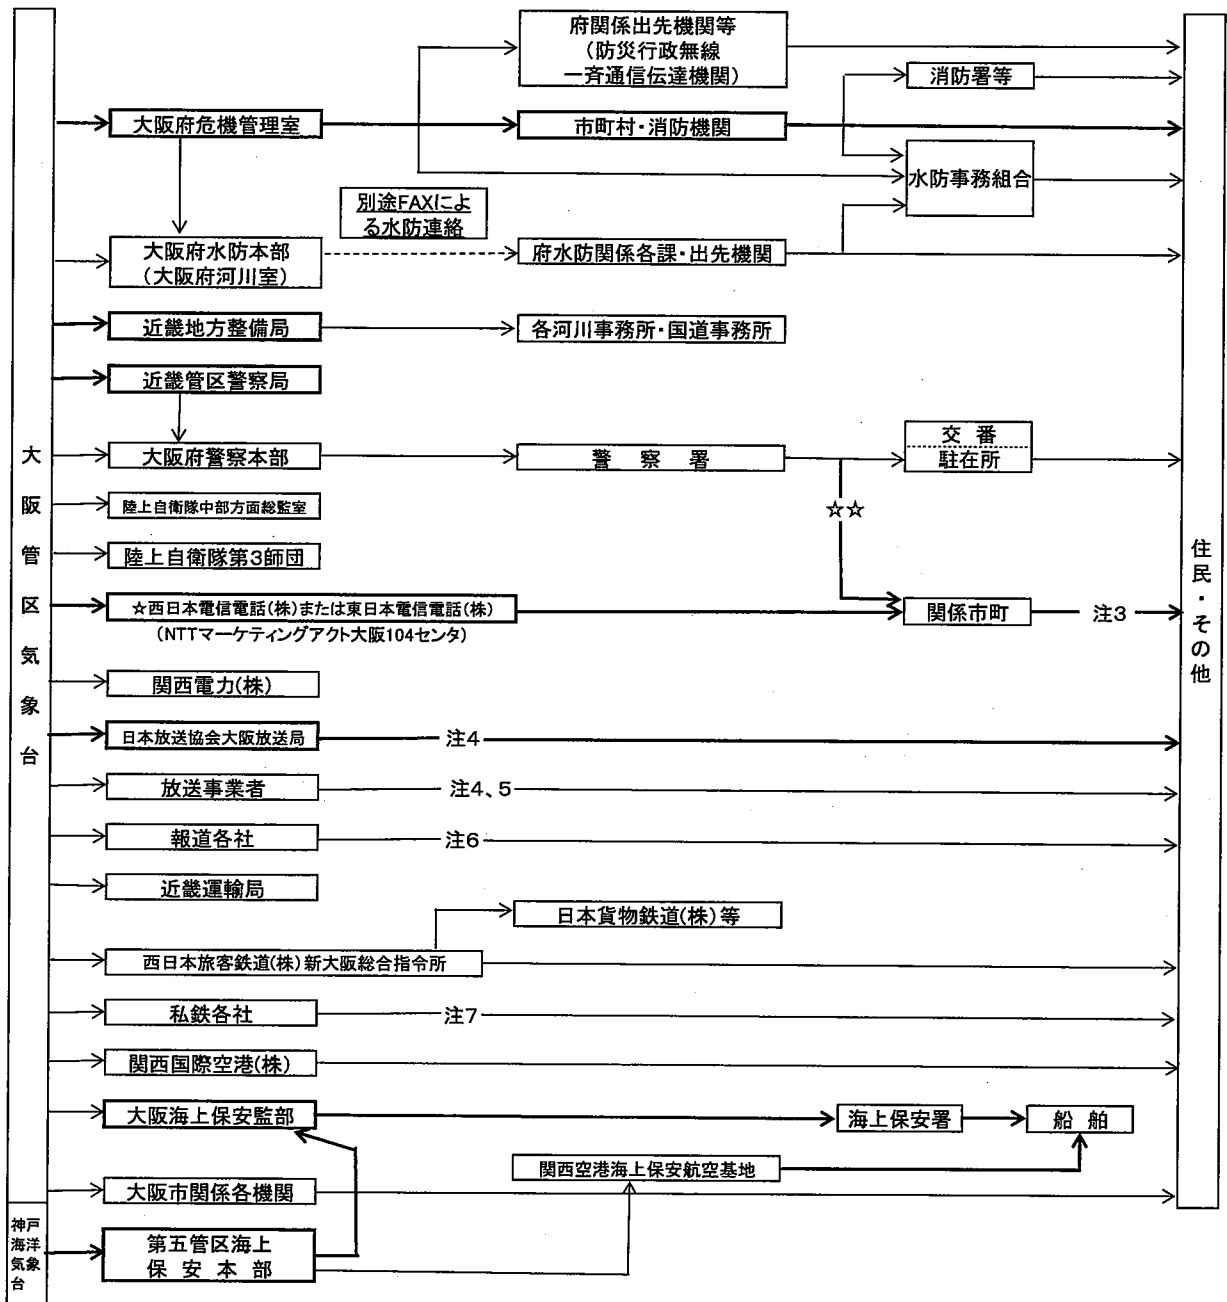 府関係出先機関等
(防災行政無線
一斉通信伝達機関)
消防署等
大阪府危機管理室
市町村・消防機関
水防事務組合
別途FAXによ
る水防連絡
大阪府水防本部
(大阪府河川室)
府水防関係各課・出先機関
近畿地方整備局
各河川事務所・国道事務所
近畿管区警察局
大阪府警察本部
警察署
交番
駐在所
☆☆
陸上自衛隊中部方面総監室
陸上自衛隊第3師団
☆西日本電信電話(株)または東日本電信電話(株)
(NTTマーケティングアクト大阪104センタ)
関係市町
注3
関西電力(株)
日本放送協会大阪放送局
注4
放送事業者
注4、5
報道各社
注6
近畿運輸局
日本貨物鉄道(株)等
西日本旅客鉄道(株)新大阪総合指令所
私鉄各社
注7
関西国際空港(株)
大阪海上保安監部
海上保安署
船舶
関西空港海上保安航空基地
大阪市関係各機関
第五管区海上
保安本部
大阪管区気象台
神戸
海洋
気象
台
住民・その他